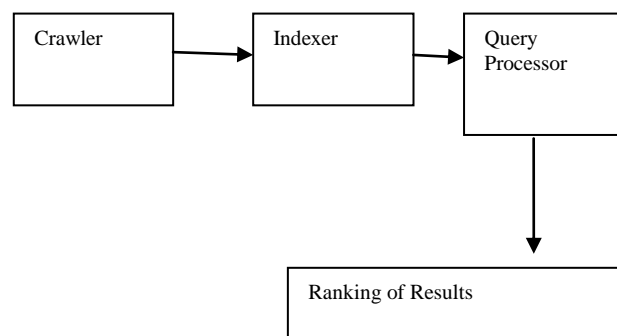 Crawler
Indexer
Query
Processor
Ranking of Results